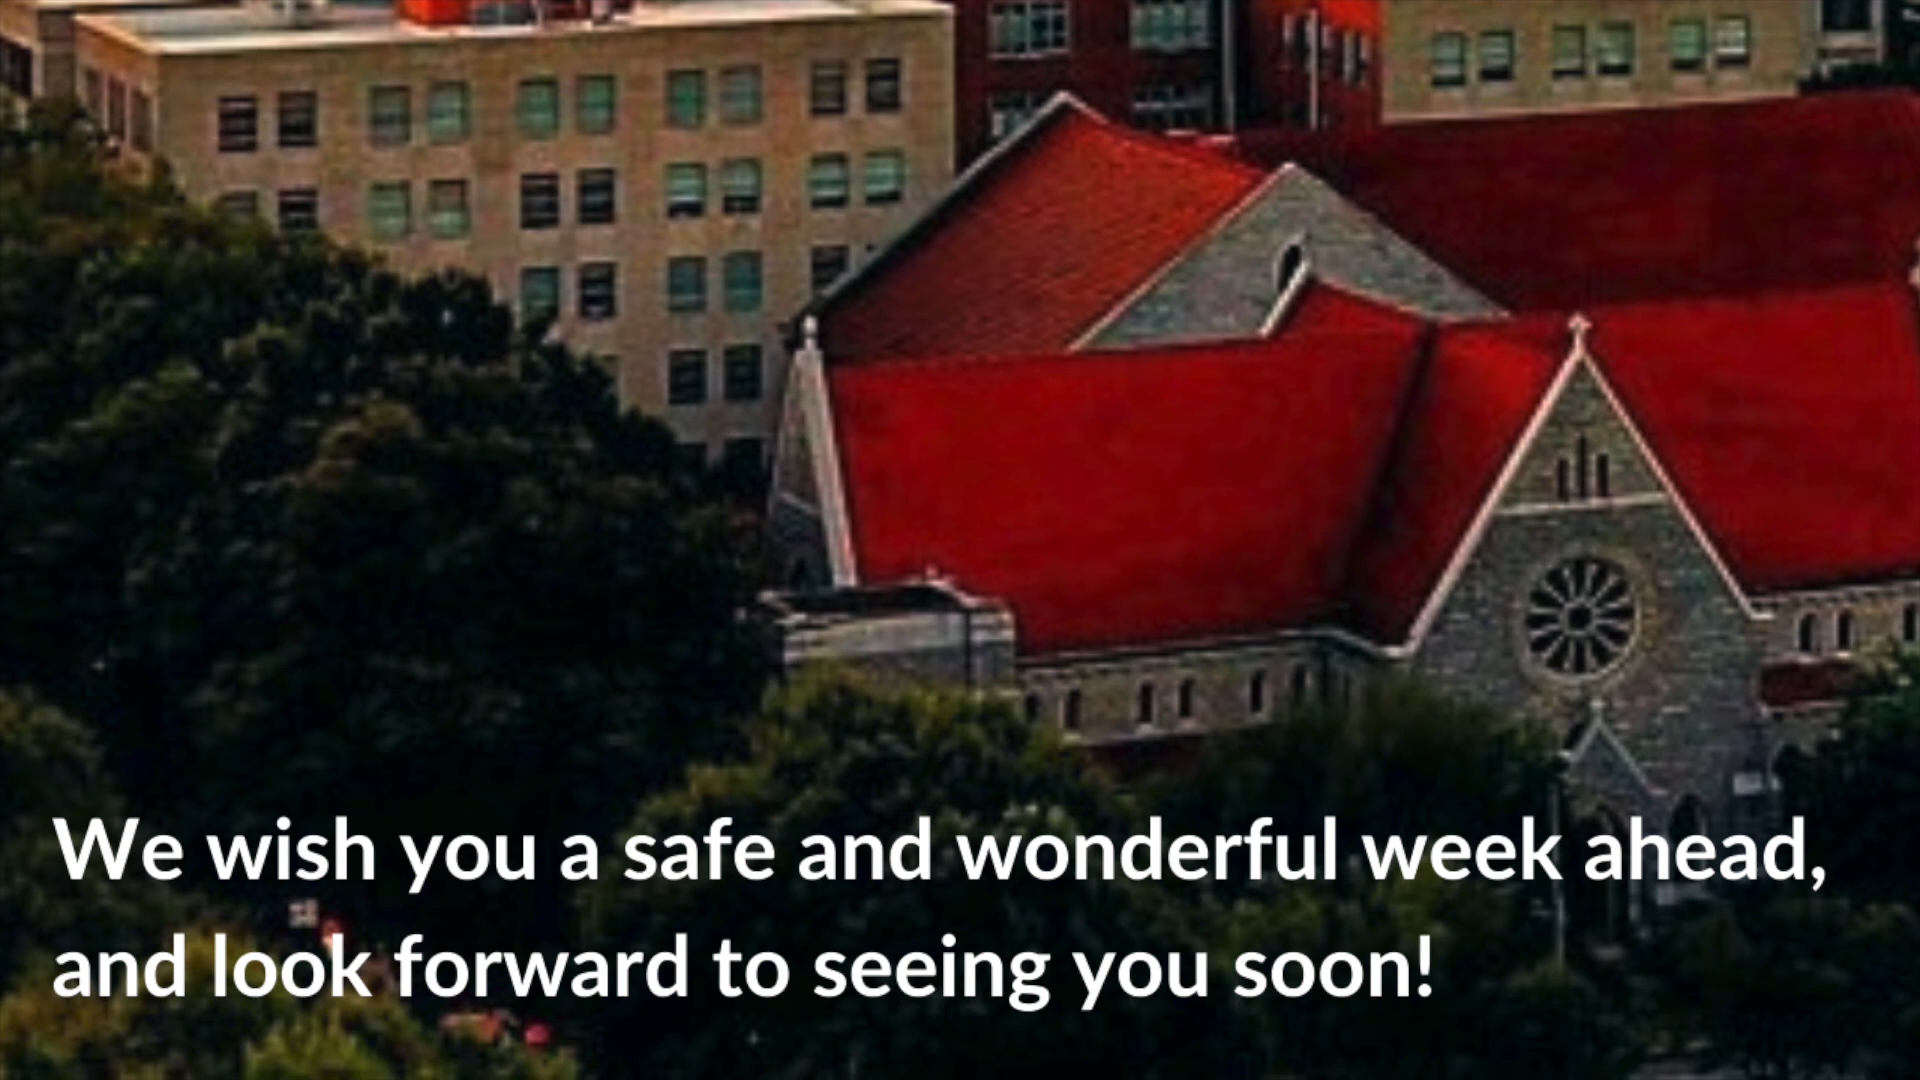 We wish you a safe and wonderful week ahead,
and look forward to seeing you soon!